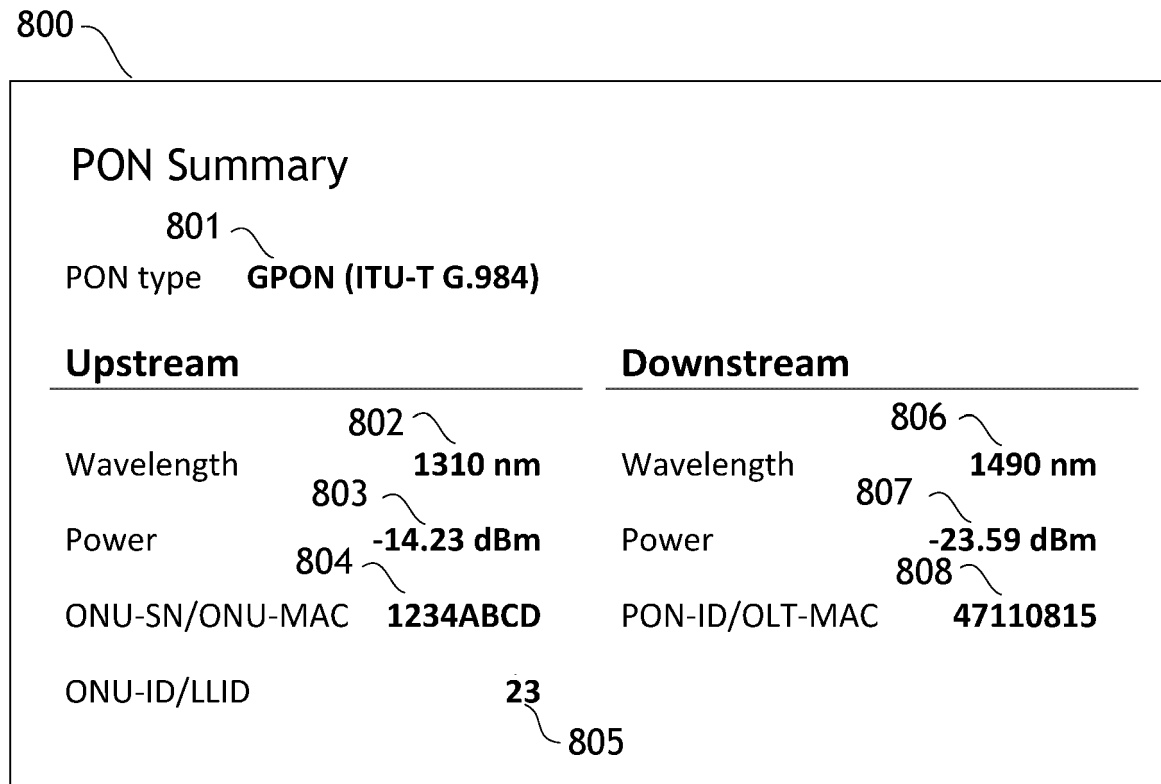 800
PON Summary
801
PON type GPON (ITU-T G.984)
Upstream Downstream
802 806
Wavelength 1310 nm Wavelength 1490 nm
803 807
Power -14.23 dBm Power -23.59 dBm
804 808
ONU-SN/ONU-MAC 1234ABCD PON-ID/OLT-MAC 47110815
ONU-ID/LLID 23
805